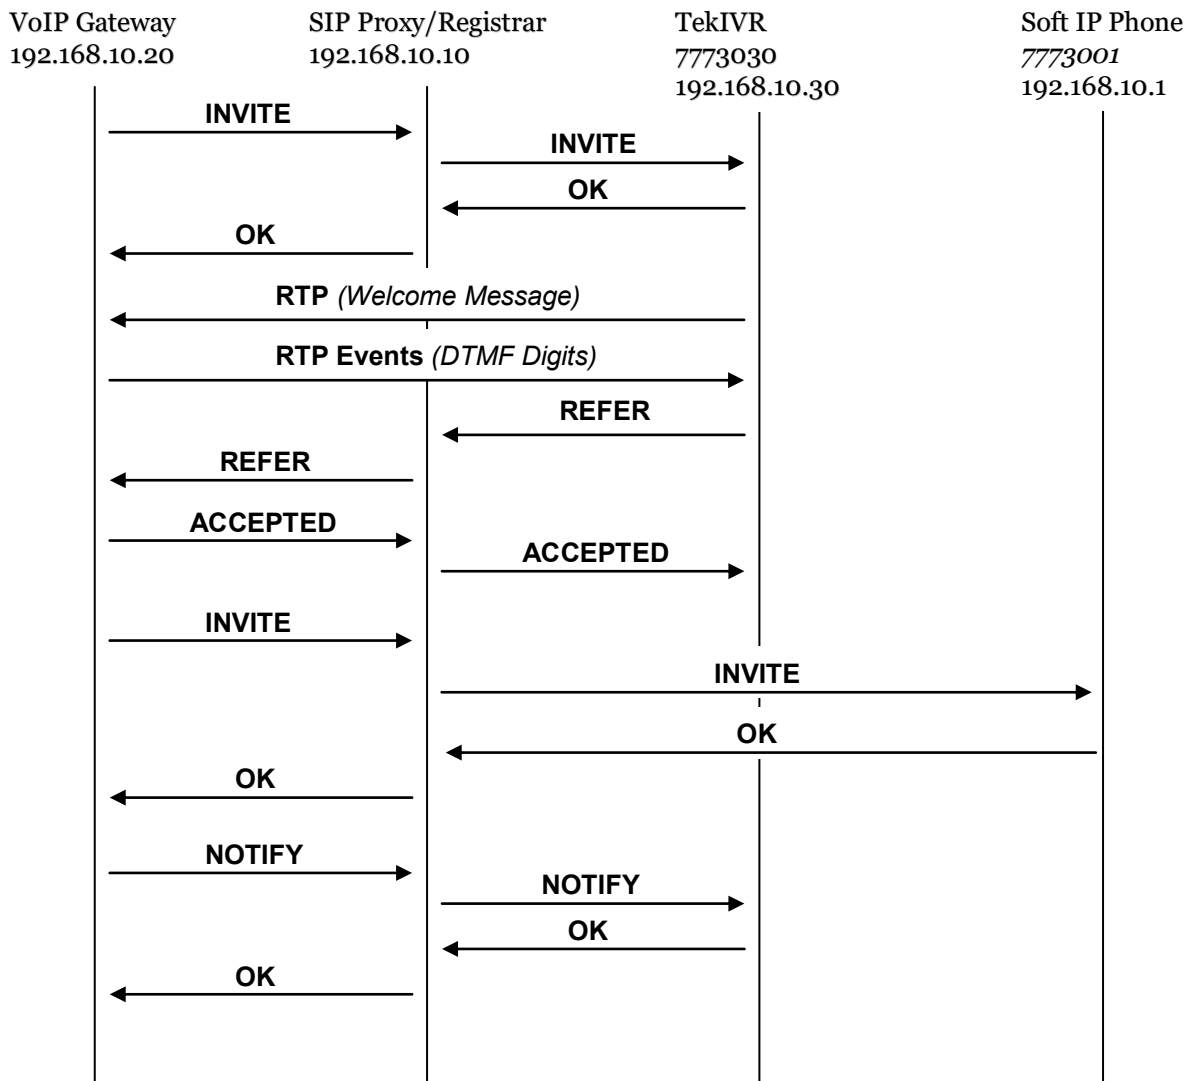 VoIP Gateway
192.168.10.20
SIP Proxy/Registrar
192.168.10.10
TekIVR
7773030
192.168.10.30
Soft IP Phone
7773001
192.168.10.1
INVITE
INVITE
OK
OK
RTP (Welcome Message)
RTP Events (DTMF Digits)
REFER
REFER
ACCEPTED
ACCEPTED
INVITE
INVITE
OK
OK
NOTIFY
NOTIFY
OK
OK